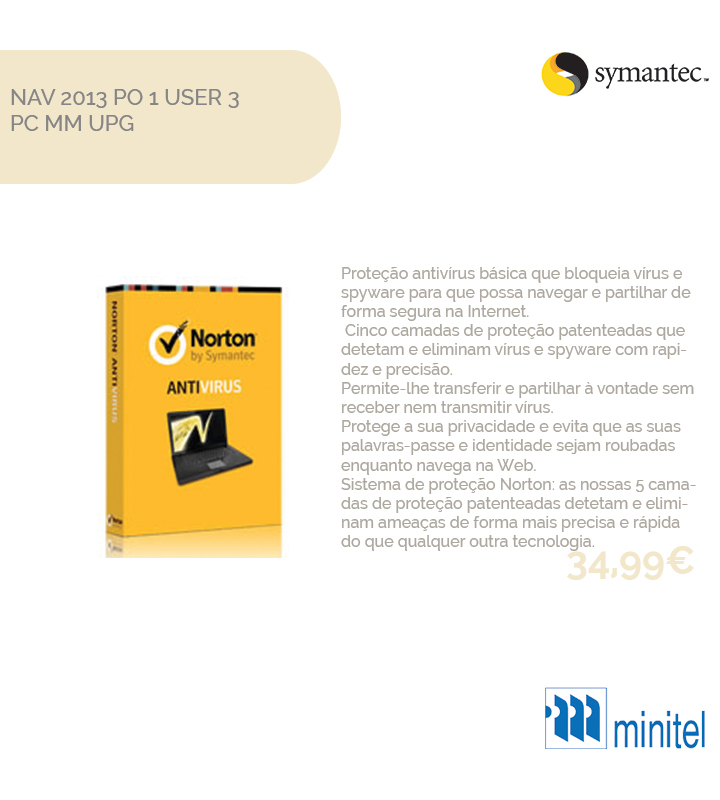 NAV 2013 PO 1 USER 3
PC MM UPG
symantec™
Proteção antivírus básica que bloqueia vírus e
spyware para que possa navegar e partilhar de
forma segura na Internet.
Cinco camadas de proteção patenteadas que
detetam e eliminam vírus e spyware com rapi-
dez e precisão.
Permite-lhe transferir e partilhar à vontade sem
receber nem transmitir vírus.
Protege a sua privacidade e evita que as suas
palavras-passe e identidade sejam roubadas
enquanto navega na Web.
Sistema de proteção Norton: as nossas 5 cama-
das de proteção patenteadas detetam e elimi-
nam ameaças de forma mais precisa e rápida
do que qualquer outra tecnologia.
34,99€
NORTON ANTIVIRUS
Norton
by Symantec
ANTIVIRUS
Norton
minitel